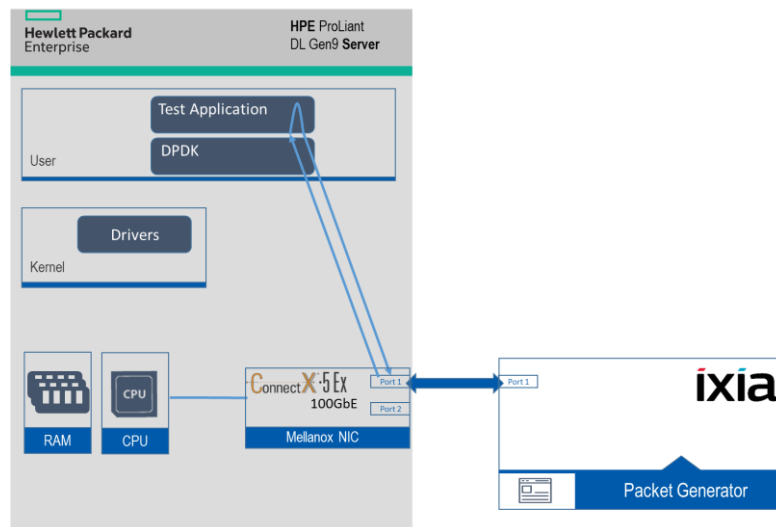 Hewlett Packard
Enterprise
HPE ProLiant
DL Gen9 Server
Test Application
DPDK
User
Drivers
Kernel
RAM
CPU
CPU
ConnectX·5 Ex
100GbE
Port 1
Port 2
Mellanox NIC
Port 1
ixia
Packet Generator